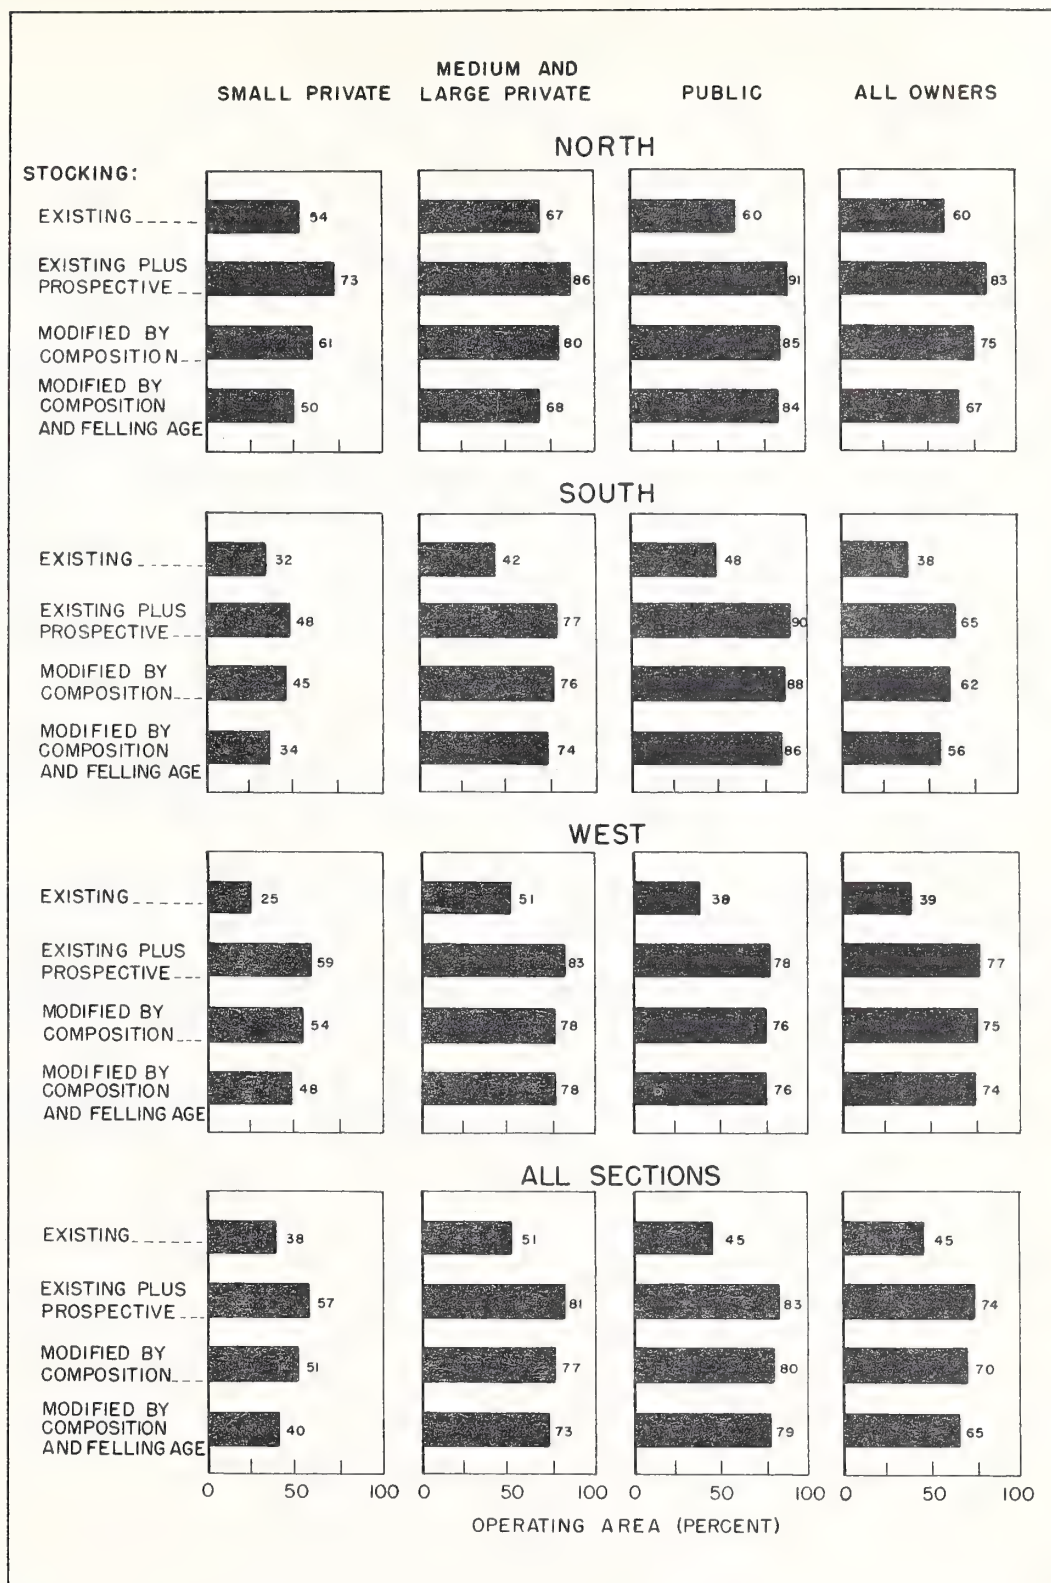 SMALL PRIVATE
MEDIUM AND
LARGE PRIVATE
PUBLIC
ALL OWNERS
NORTH
STOCKING:
EXISTING 54 67 60 60
EXISTING PLUS
PROSPECTIVE 73 86 91 83
MODIFIED BY
COMPOSITION 61 80 85 75
MODIFIED BY
COMPOSITION
AND FELLING AGE 50 68 84 67
SOUTH
EXISTING 32 42 48 38
EXISTING PLUS
PROSPECTIVE 48 77 90 65
MODIFIED BY
COMPOSITION 45 76 88 62
MODIFIED BY
COMPOSITION
AND FELLING AGE 34 74 86 56
WEST
EXISTING 25 51 38 39
EXISTING PLUS
PROSPECTIVE 59 83 78 77
MODIFIED BY
COMPOSITION 54 78 76 75
MODIFIED BY
COMPOSITION
AND FELLING AGE 48 78 76 74
ALL SECTIONS
EXISTING 38 51 45 45
EXISTING PLUS
PROSPECTIVE 57 81 83 74
MODIFIED BY
COMPOSITION 51 77 80 70
MODIFIED BY
COMPOSITION
AND FELLING AGE 40 73 79 65
0 50 100 0 50 100 0 50 100 0 50 100
OPERATING AREA (PERCENT)